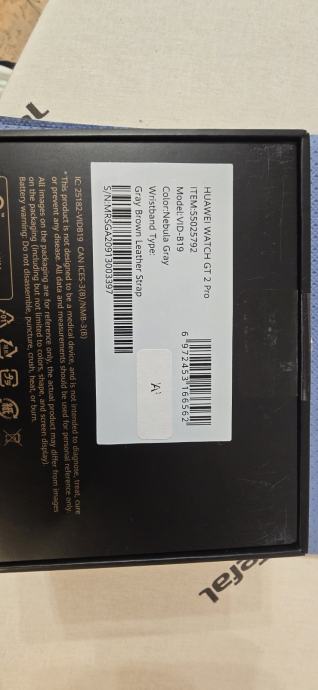 HUAWEI WATCH GT 2 Pro
ITEM:55025792
Model:VID-B19
Color:Nebula Gray
Wristband Type:
Gray Brown Leather Strap
S/N:MRSGA20913003397
6 972453 166562
IC: 25182-VIDB19 CAN ICES-3(B)/NMB-3(B)
*This product is not designed to be a medical device, and is not intended to diagnose, treat, cure
or prevent any disease. All data and measurements should be used for personal reference only.
All images on the packaging are for reference only, the actual product may differ from images
on the packaging (including but not limited to colors, shape, and screen display).
Battery warning: Do not disassemble, puncture, crush, heat, or burn.